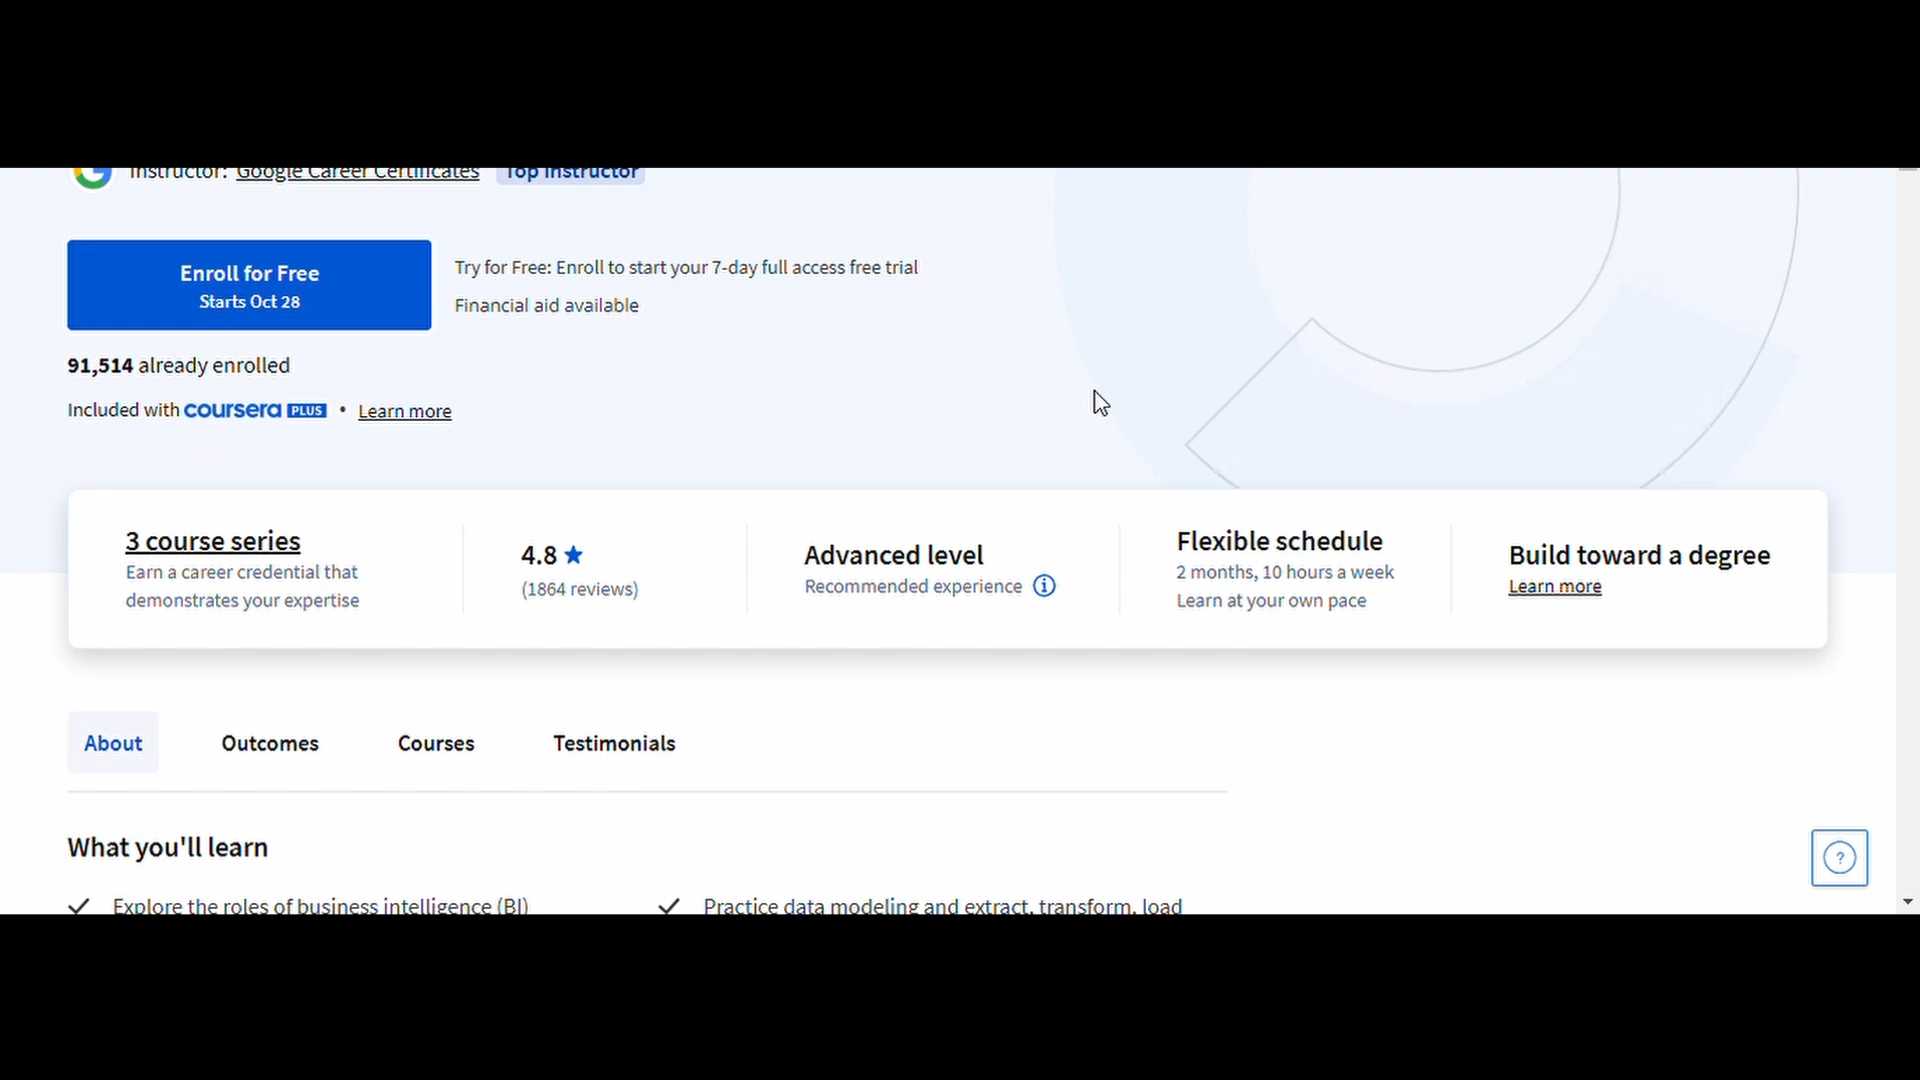 Instructor: Google Career Certificates Top Instructor
Enroll for Free
Starts Oct 28
Try for Free: Enroll to start your 7-day full access free trial
Financial aid available
91,514 already enrolled
Included with coursera PLUS • Learn more
3 course series
Earn a career credential that
demonstrates your expertise
4.8
(1864 reviews)
Advanced level
Recommended experience
Flexible schedule
2 months, 10 hours a week
Learn at your own pace
Build toward a degree
Learn more
About Outcomes Courses Testimonials
What you'll learn
Explore the roles of business intelligence (BI)
Practice data modeling and extract, transform, load
?